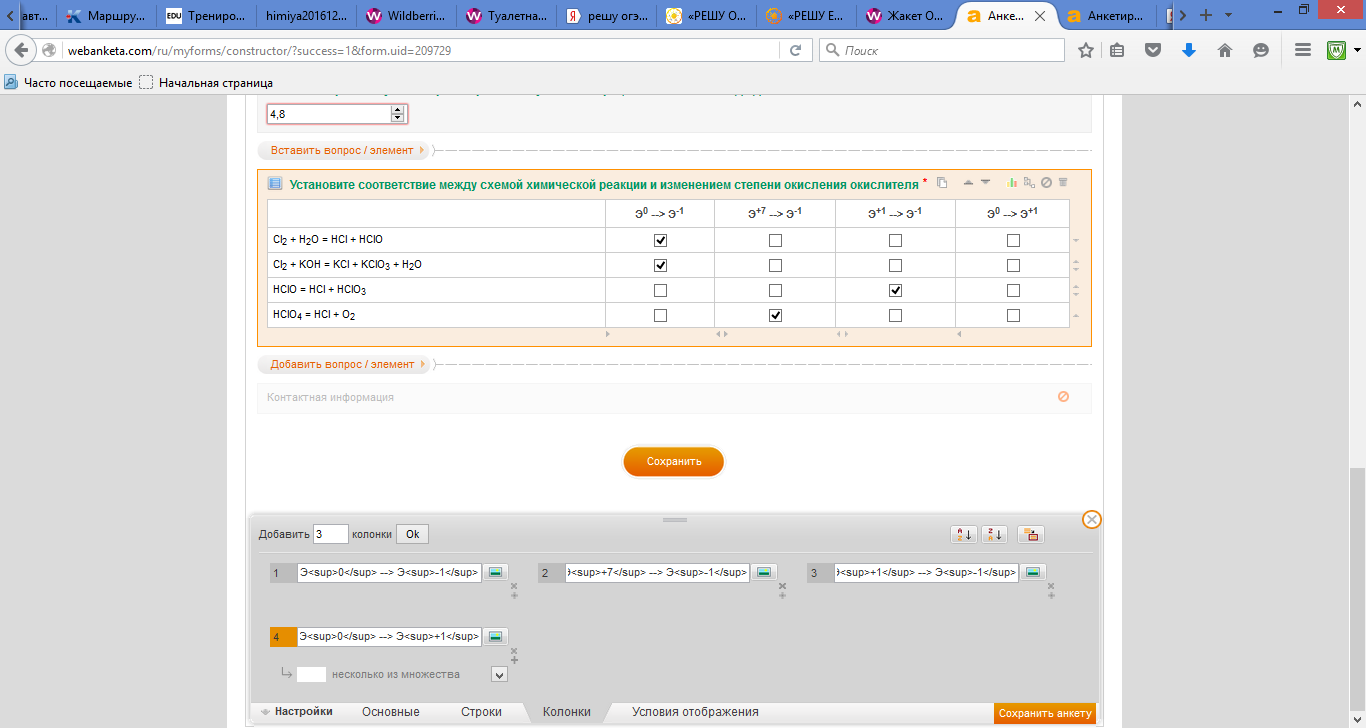 авт... Маршру... Трениро... himiya201612... Wildberri... Туалетна... решу огэ... «РЕШУ О... «РЕШУ Е... Жакет О... Анке... Анкетир...
webanketa.com/ru/myforms/constructor/?success=1&form.uid=209729 Поиск
Часто посещаемые Начальная страница
4,8
Вставить вопрос / элемент
Установите соответствие между схемой химической реакции и изменением степени окисления окислителя *
Э⁰ --> Э⁻¹ Э⁺⁷ --> Э⁻¹ Э⁺¹ --> Э⁻¹ Э⁰ --> Э⁺¹
Cl₂ + H₂O = HCl + HClO
Cl₂ + KOH = KCl + KClO₃ + H₂O
HClO = HCl + HClO₃
HClO₄ = HCl + O₂
Добавить вопрос / элемент
Контактная информация
Сохранить
Добавить 3 колонки Ok
1 Э<sup>0</sup> --> Э<sup>-1</sup> 2 Э<sup>+7</sup> --> Э<sup>-1</sup> 3 Э<sup>+1</sup> --> Э<sup>-1</sup>
4 Э<sup>0</sup> --> Э<sup>+1</sup>
несколько из множества
Настройки Основные Строки Колонки Условия отображения Сохранить анкету